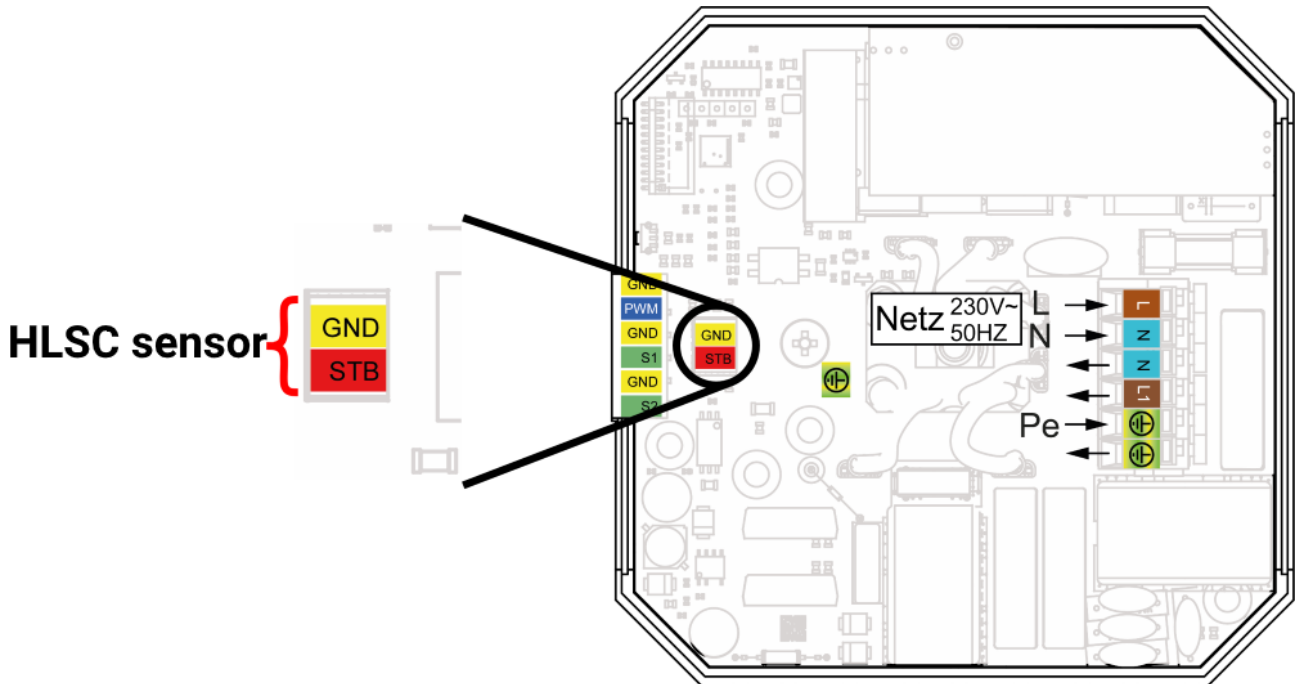 HLSC sensor
GND
STB
GND
PWM
GND
S1
GND
S2
GND
STB
Netz 230V~
50HZ
L
N
Pe
L
N
N
L1